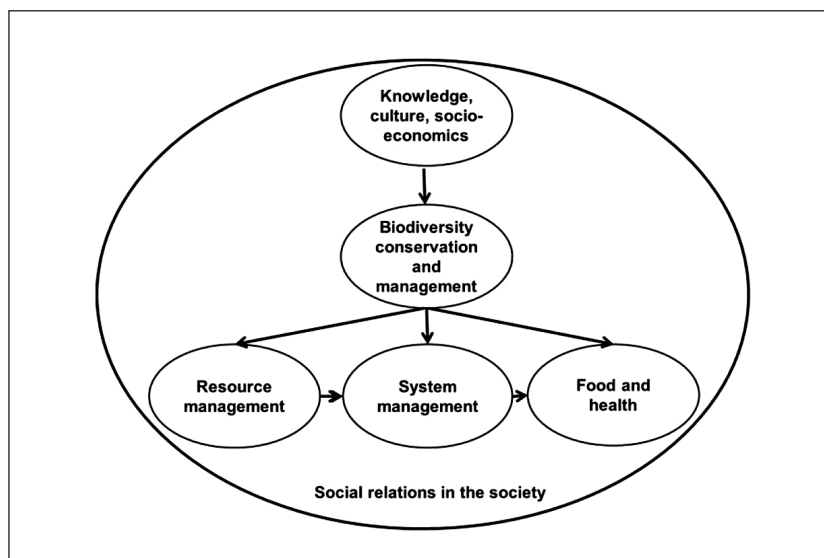 Knowledge,
culture, socio-
economics
Biodiversity
conservation
and
management
Resource
management
System
management
Food and
health
Social relations in the society